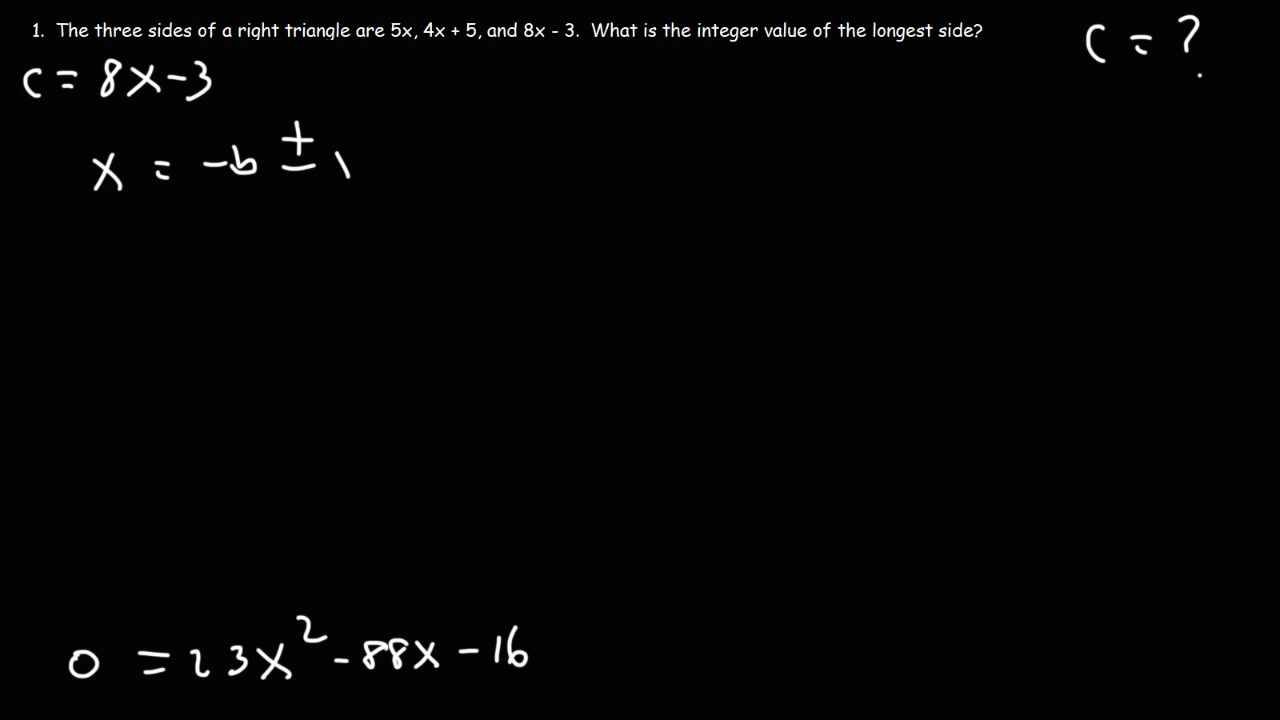 1. The three sides of a right triangle are 5x, 4x + 5, and 8x - 3. What is the integer value of the longest side?
c = ?
c = 8x - 3
x = -b ±
0 = 23x² - 88x - 16